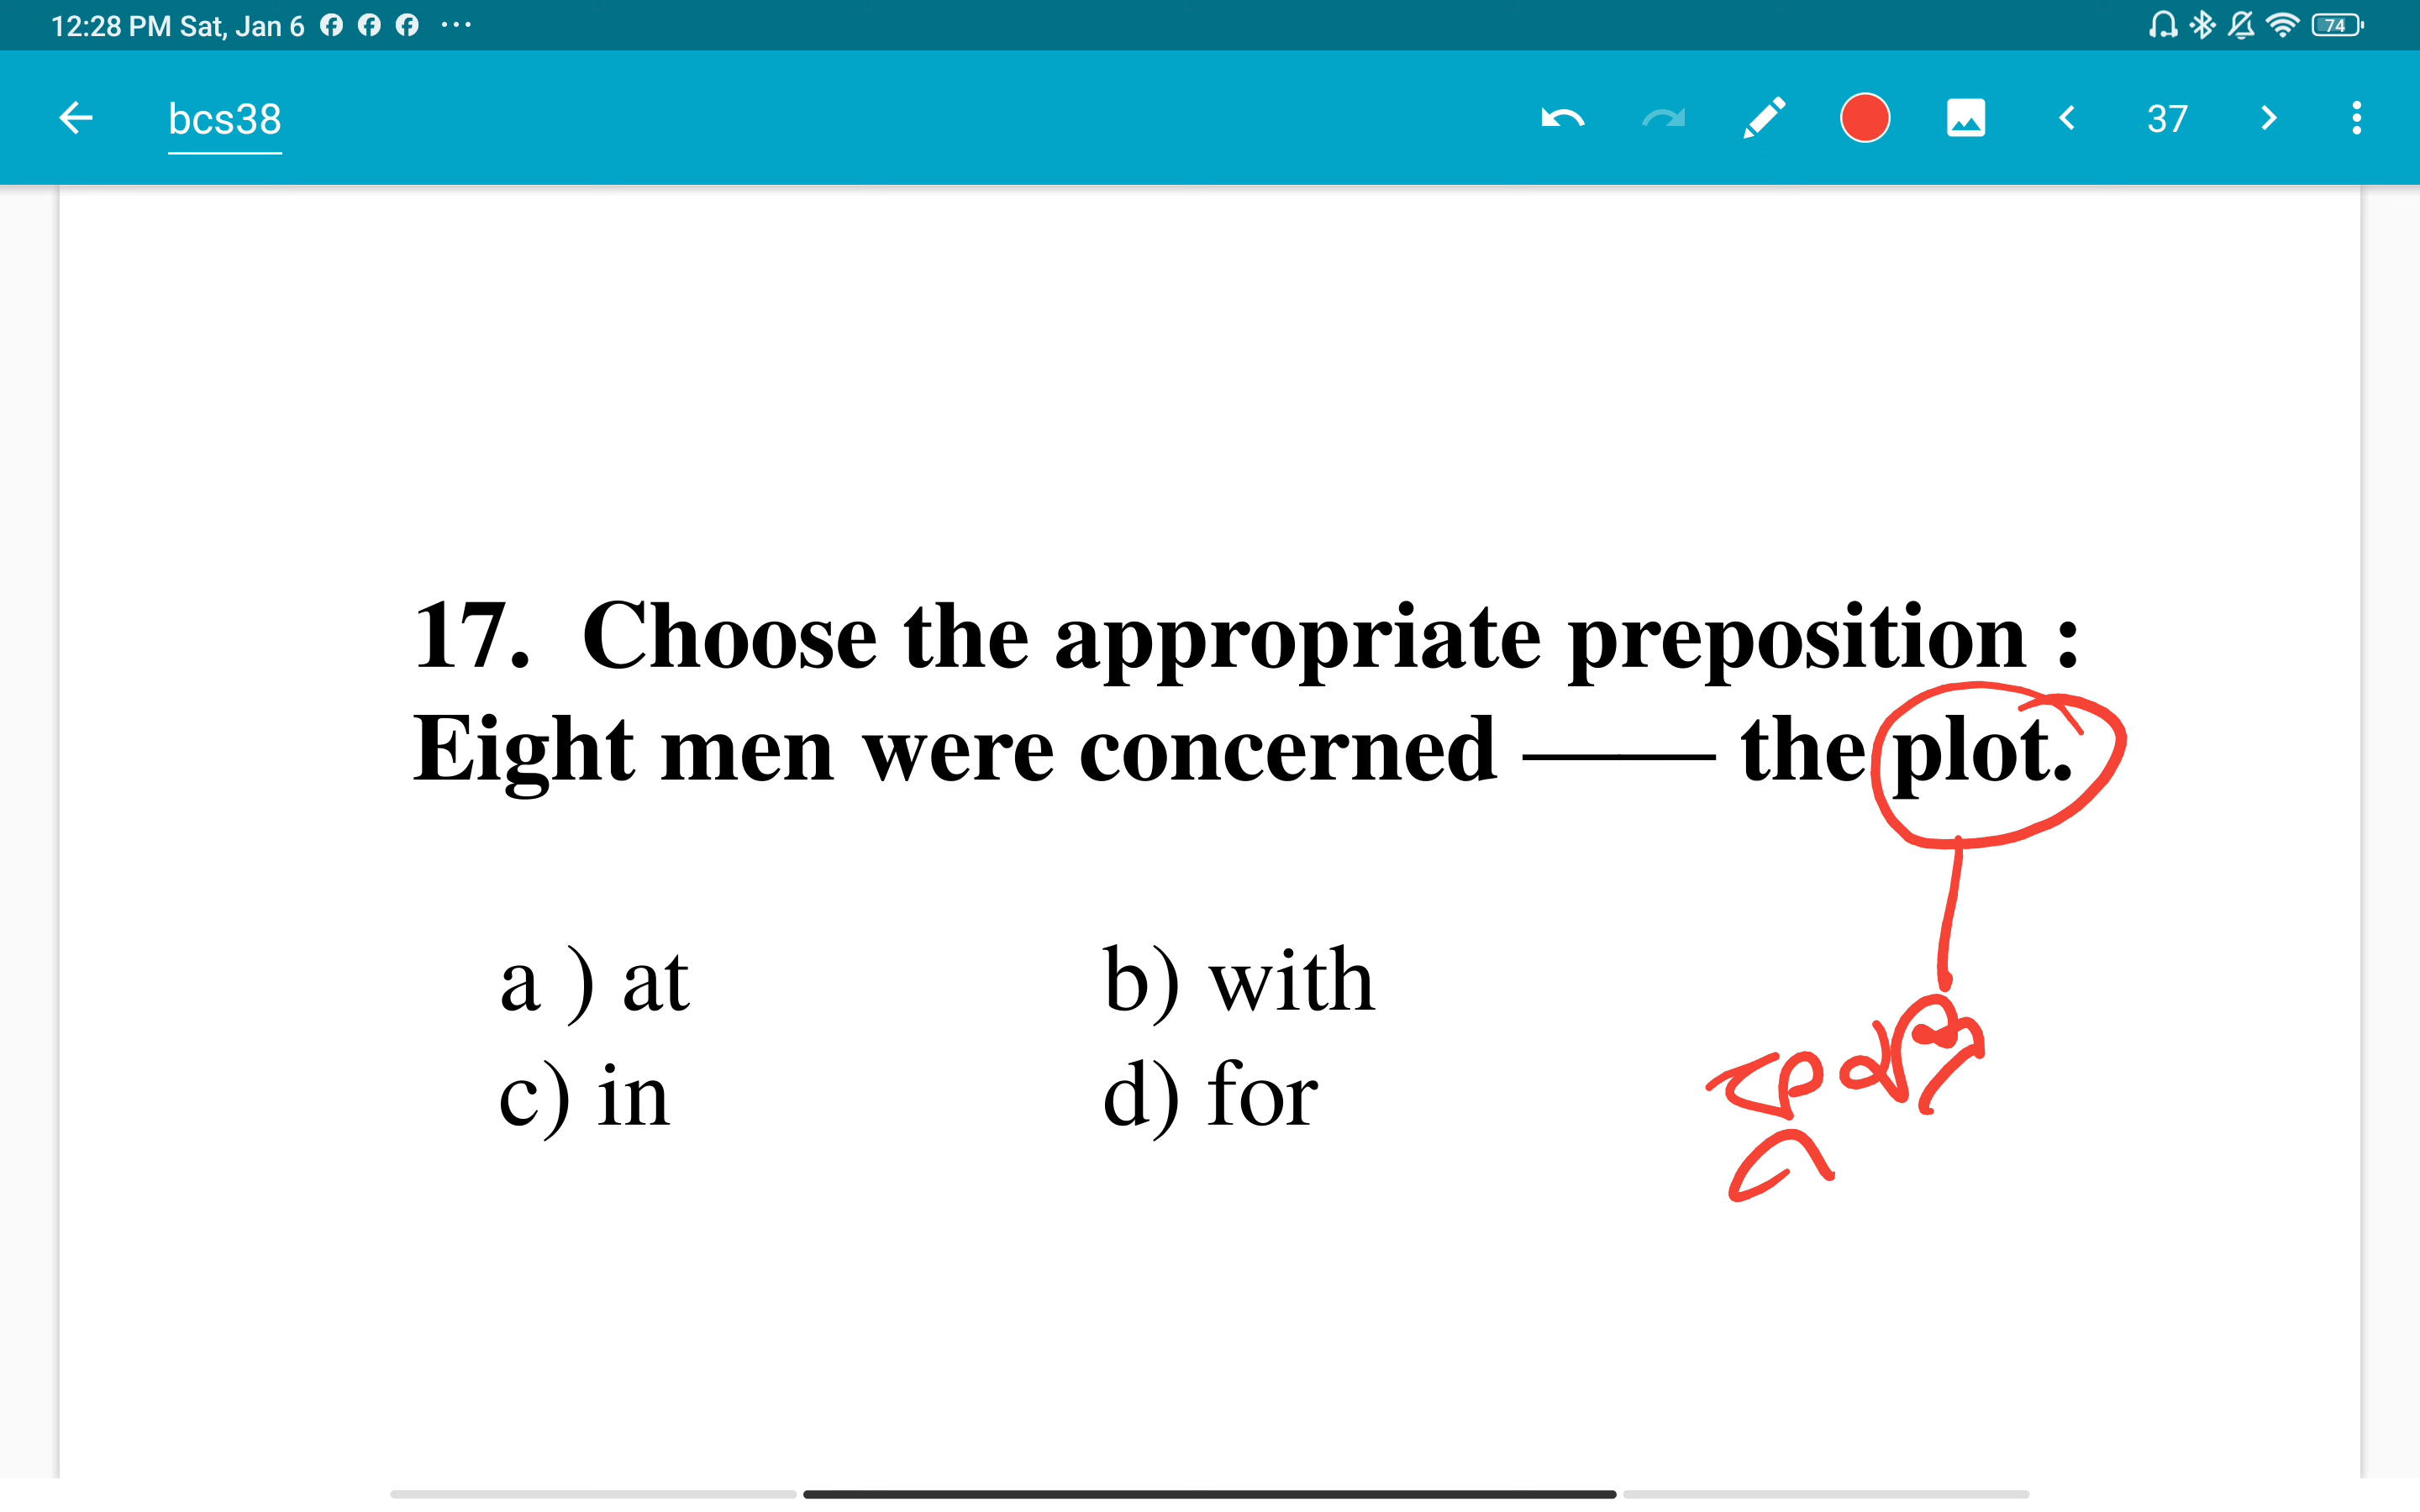 12:28 PM Sat, Jan 6
74
bcs38
37
17. Choose the appropriate preposition :
Eight men were concerned —— the plot.
a ) at
b) with
c) in
d) for